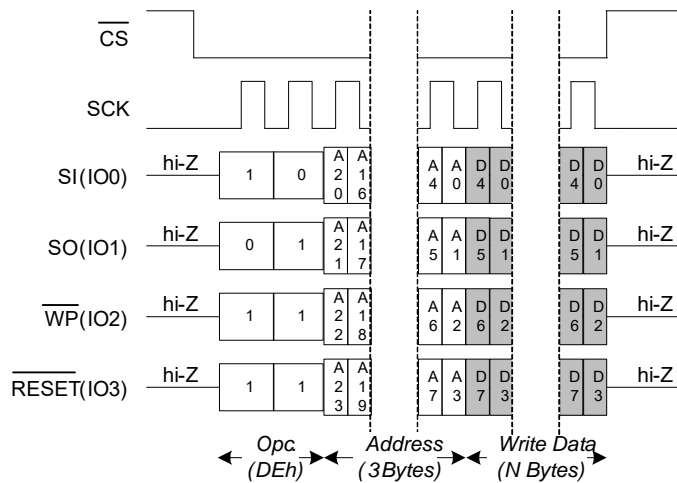 CS
SCK
SI(IO0) hi-Z 1 0 A20 A16 A4 A0 D4 D0 D4 D0 hi-Z
SO(IO1) hi-Z 0 1 A21 A17 A5 A1 D5 D1 D5 D1 hi-Z
WP(IO2) hi-Z 1 1 A22 A18 A6 A2 D6 D2 D6 D2 hi-Z
RESET(IO3) hi-Z 1 1 A23 A19 A7 A3 D7 D3 D7 D3 hi-Z
Opc. Address Write Data
(DEh) (3Bytes) (N Bytes)